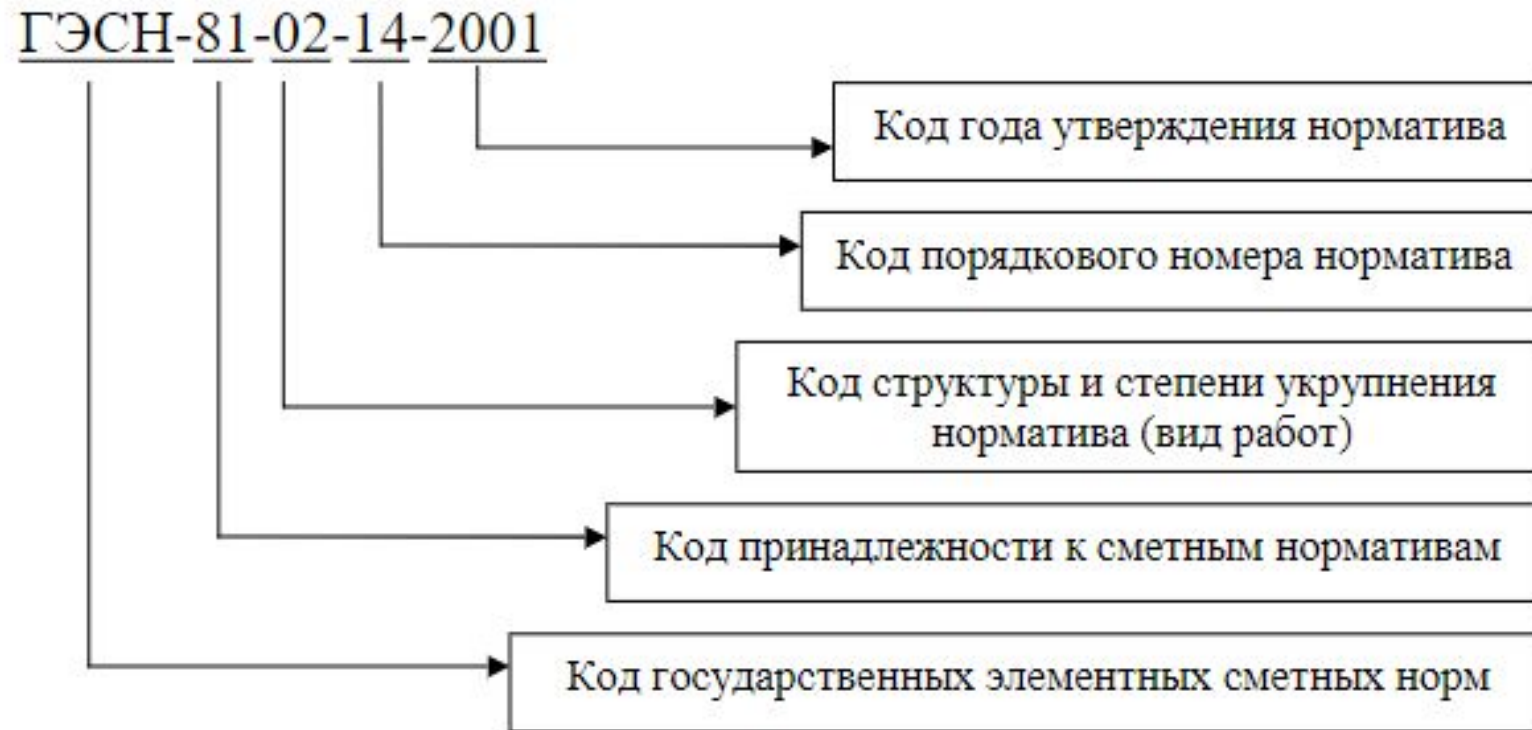 ГЭСН-81-02-14-2001
Код года утверждения норматива
Код порядкового номера норматива
Код структуры и степени укрупнения
норматива (вид работ)
Код принадлежности к сметным нормативам
Код государственных элементных сметных норм